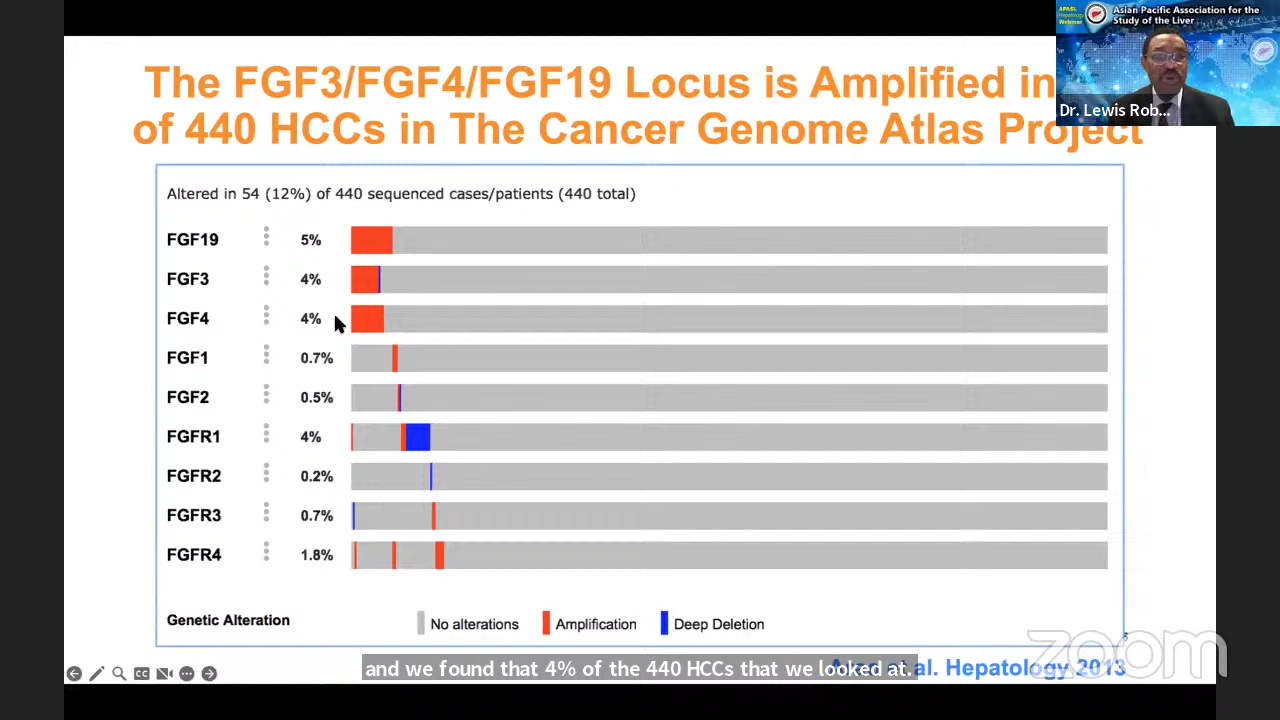 Asian Pacific Association for the
Study of the Liver
APASL
Hepatology
Webinar
Dr. Lewis Rob...
The FGF3/FGF4/FGF19 Locus is Amplified in
of 440 HCCs in The Cancer Genome Atlas Project
Altered in 54 (12%) of 440 sequenced cases/patients (440 total)
FGF19 5%
FGF3 4%
FGF4 4%
FGF1 0.7%
FGF2 0.5%
FGFR1 4%
FGFR2 0.2%
FGFR3 0.7%
FGFR4 1.8%
Genetic Alteration No alterations Amplification Deep Deletion
zoom
CC
and we found that 4% of the 440 HCCs that we looked at.
al. Hepatology 2013